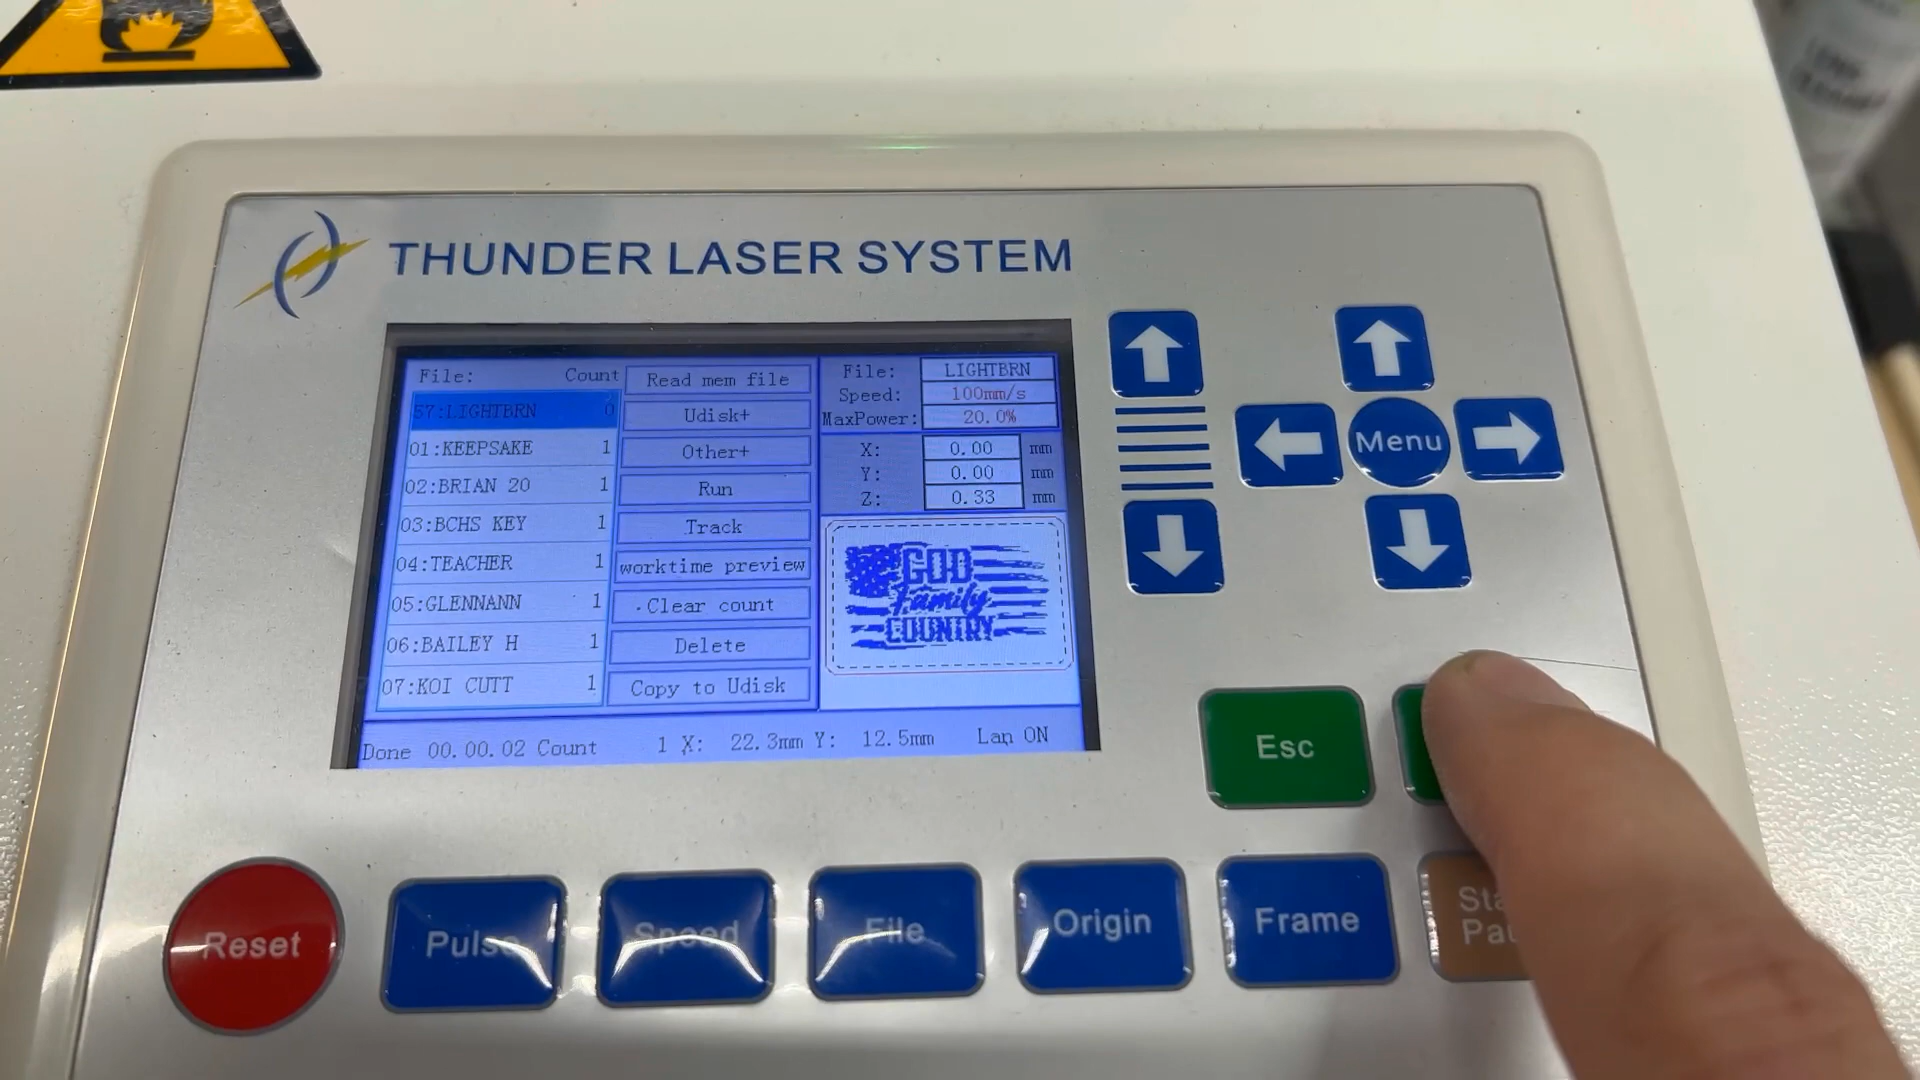 THUNDER LASER SYSTEM
File: Count
57:LIGHTBRN 0
01:KEEPSAKE 1
02:BRIAN 20 1
03:BCHS KEY 1
04:TEACHER 1
05:GLENNANN 1
06:BAILEY H 1
07:KOI CUTT 1
Read mem file
Udisk+
Other+
Run
Track
worktime preview
Clear count
Delete
Copy to Udisk
File: LIGHTBRN
Speed: 100mm/s
MaxPower: 20.0%
X: 0.00 mm
Y: 0.00 mm
Z: 0.33 mm
GOD
Family
COUNTRY
Done 00.00.02 Count 1 X: 22.3mm Y: 12.5mm Lan ON
Menu
Esc
Reset
Pulse
Speed
File
Origin
Frame